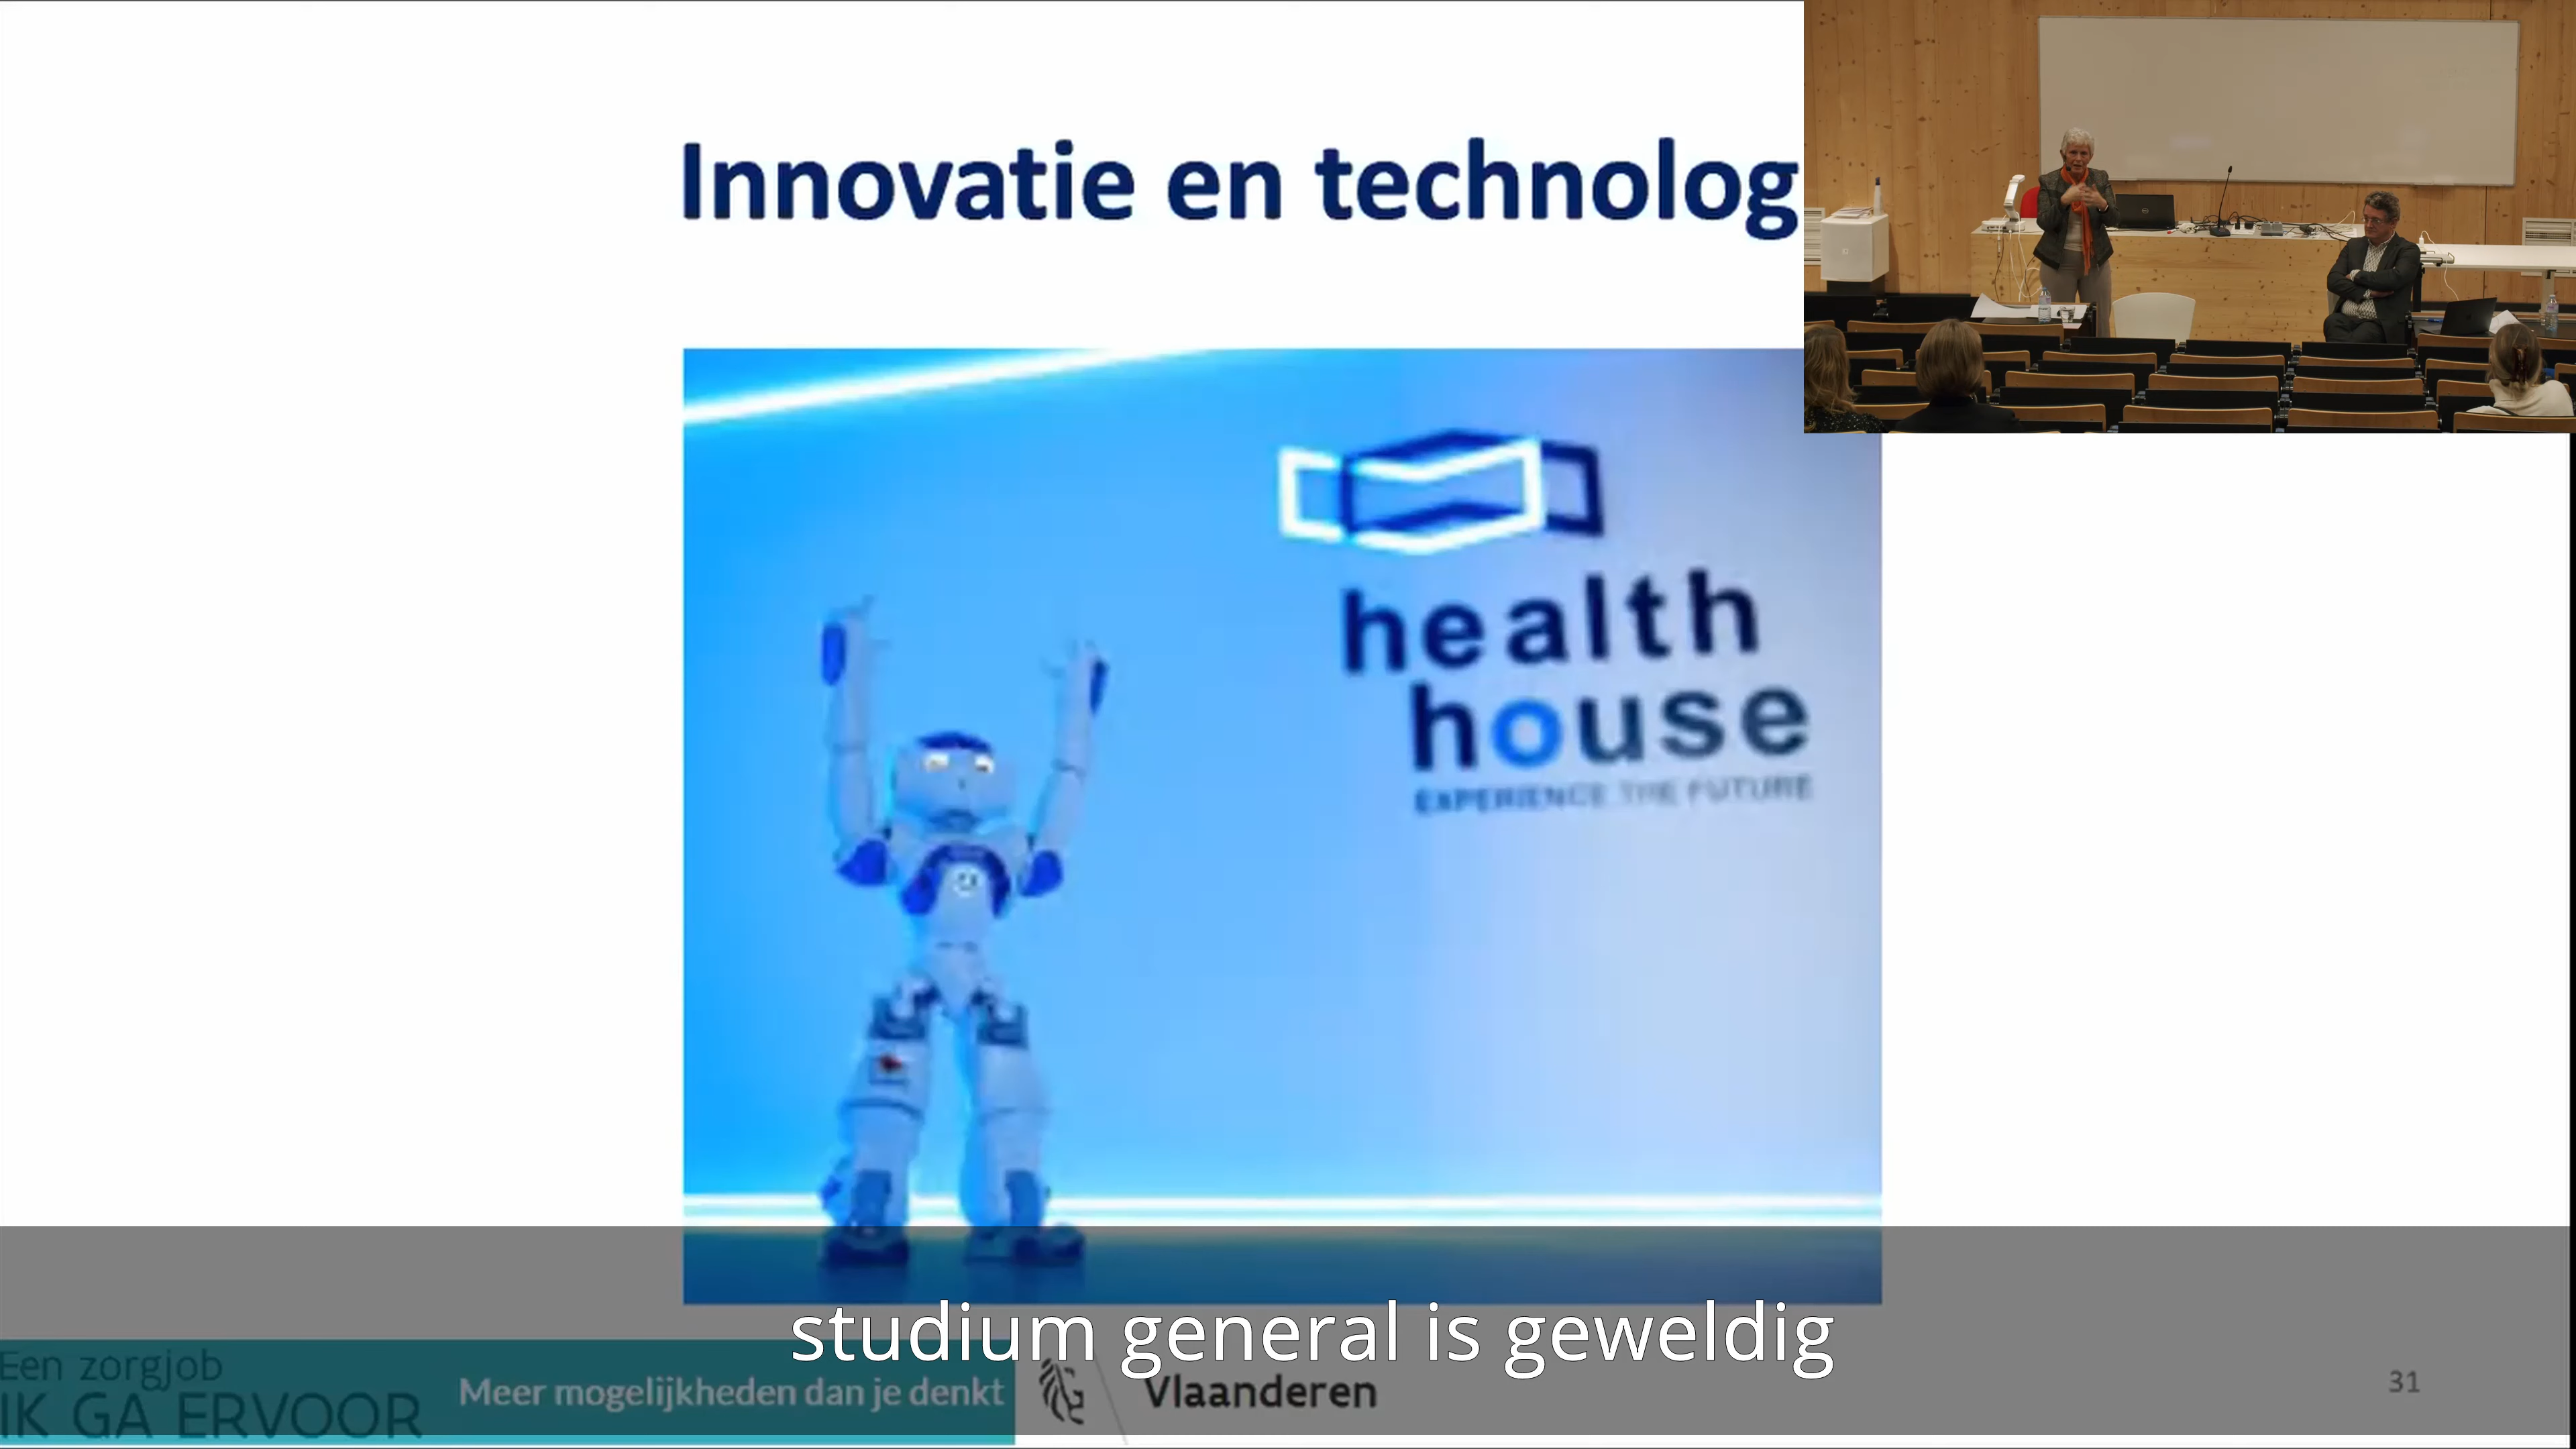 Innovatie en technolog
health
house
EXPERIENCE THE FUTURE
studium general is geweldig
Een zorgjob
IK GA ERVOOR
Meer mogelijkheden dan je denkt
Vlaanderen
31